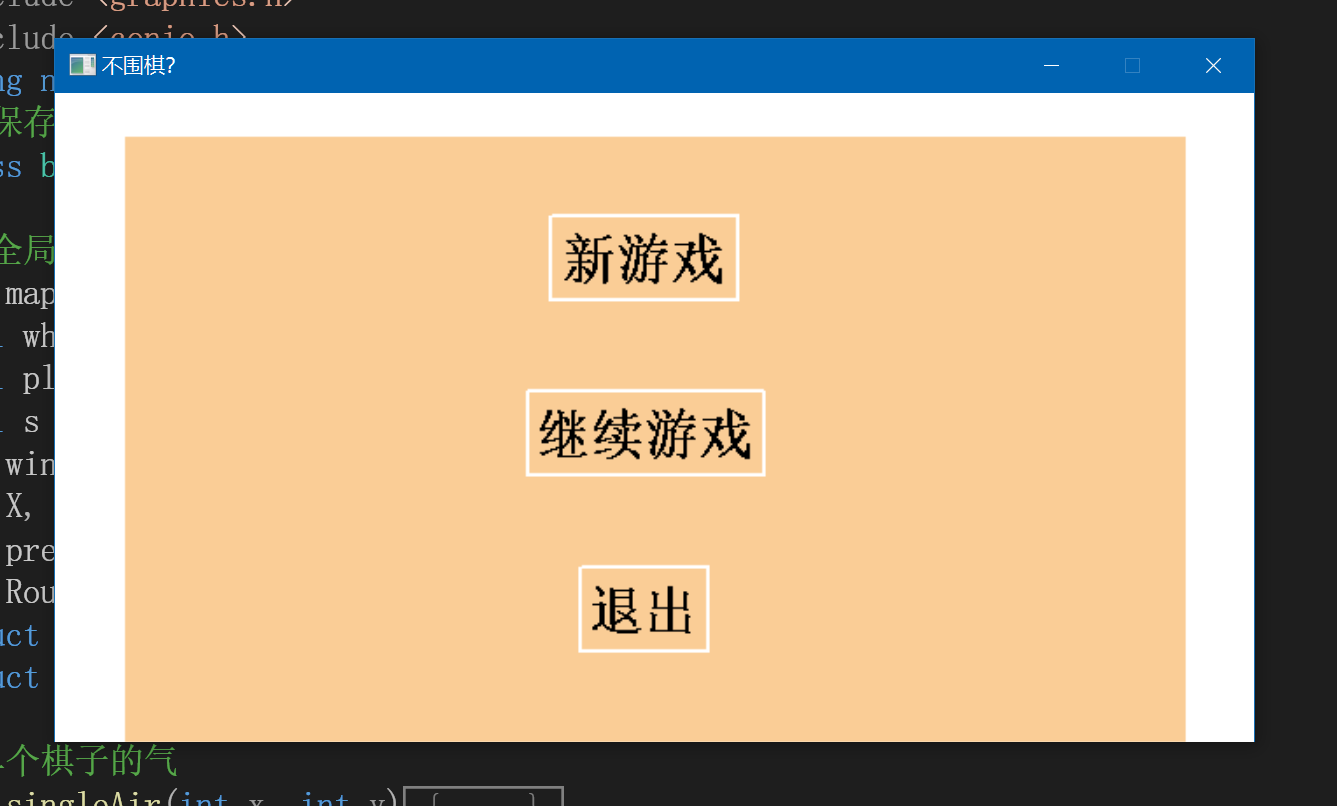 clude <graphics.h>
clude <conio.h>
不围棋?
ng n
保存
ss b
新游戏
全局
map
wh
继续游戏
pl
s
win
X,
pre
退出
Rou
uct
uct
个棋子的气
singleAir(int x, int y){ }